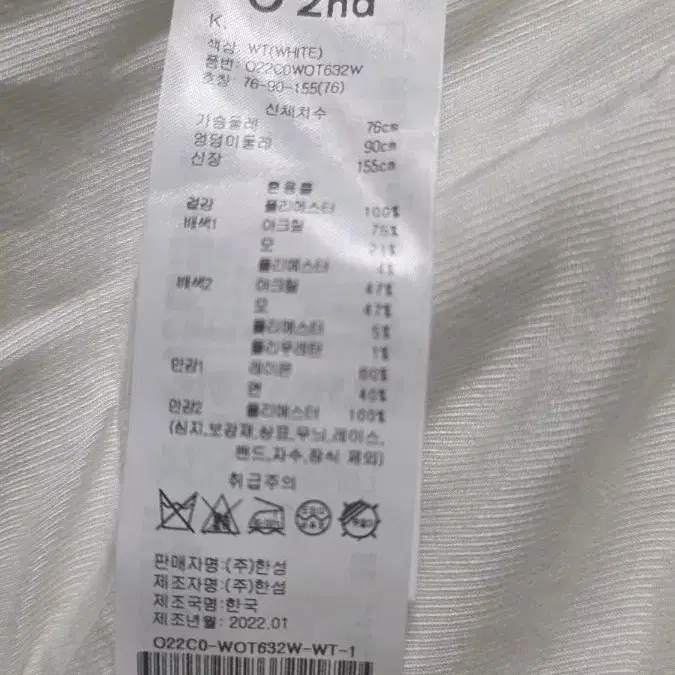 O 2nd
K.
색상: WT(WHITE)
품번: O22C0WOT632W
호칭: 76-90-155(76)
신체치수
가슴둘레 76cm
엉덩이둘레 90cm
신장 155cm
혼용률
겉감 폴리에스터 100%
배색1 아크릴 75%
모 21%
폴리에스터 4%
배색2 아크릴 47%
모 47%
폴리에스터 5%
폴리우레탄 1%
안감1 레이온 60%
면 40%
안감2 폴리에스터 100%
(심지,보강재,상표,무늬,레이스,
밴드,자수,장식 제외)
취급주의
판매자명:(주)한섬
제조자명:(주)한섬
제조국명:한국
제조년월: 2022.01
O22C0-WOT632W-WT-1